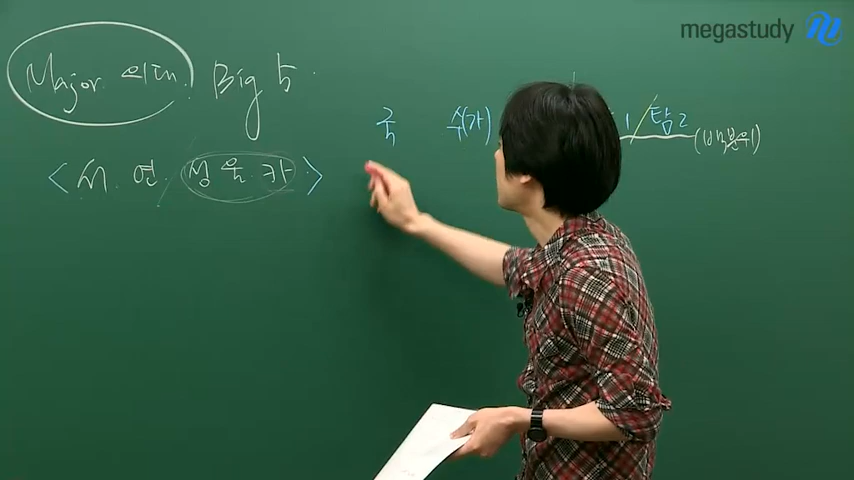 megastudy
Major 의대. Big 5.
국 수(가) 1 / 탐2 (백분위)
<서. 연. 성 울 가>